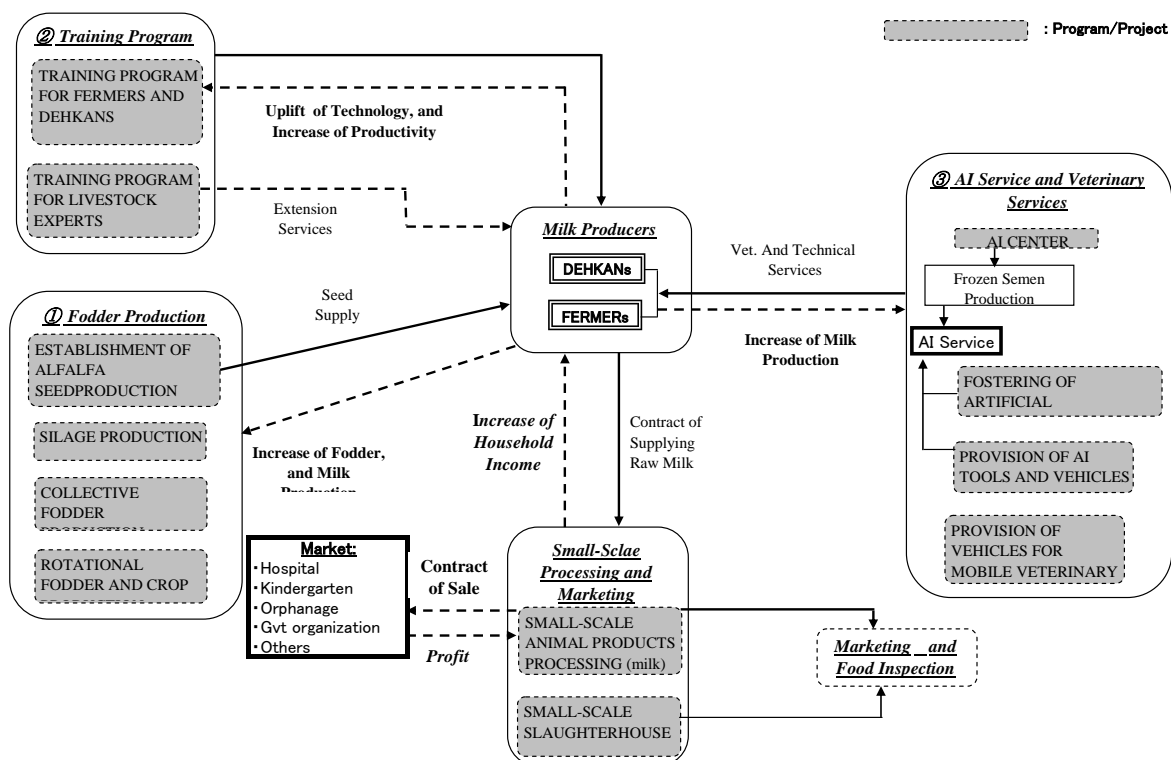 ② Training Program
TRAINING PROGRAM
FOR FERMERS AND
DEHKANS
TRAINING PROGRAM
FOR LIVESTOCK
EXPERTS
: Program/Project
Uplift of Technology, and
Increase of Productivity
Extension
Services
Milk Producers
DEHKANs
FERMERs
Vet. And Technical
Services
Increase of Milk
Production
③ AI Service and Veterinary
Services
AI CENTER
Frozen Semen
Production
AI Service
FOSTERING OF
ARTIFICIAL
PROVISION OF AI
TOOLS AND VEHICLES
PROVISION OF
VEHICLES FOR
MOBILE VETERINARY
① Fodder Production
ESTABLISHMENT OF
ALFALFA
SEEDPRODUCTION
SILAGE PRODUCTION
COLLECTIVE
FODDER
ROTATIONAL
FODDER AND CROP
Seed
Supply
Increase of Fodder,
and Milk
Production
Increase of
Household
Income
Contract of
Supplying
Raw Milk
Market:
・Hospital
・Kindergarten
・Orphanage
・Gvt organization
・Others
Contract
of Sale
Profit
Small-Sclae
Processing and
Marketing
SMALL-SCALE
ANIMAL PRODUCTS
PROCESSING (milk)
SMALL-SCALE
SLAUGHTERHOUSE
Marketing and
Food Inspection